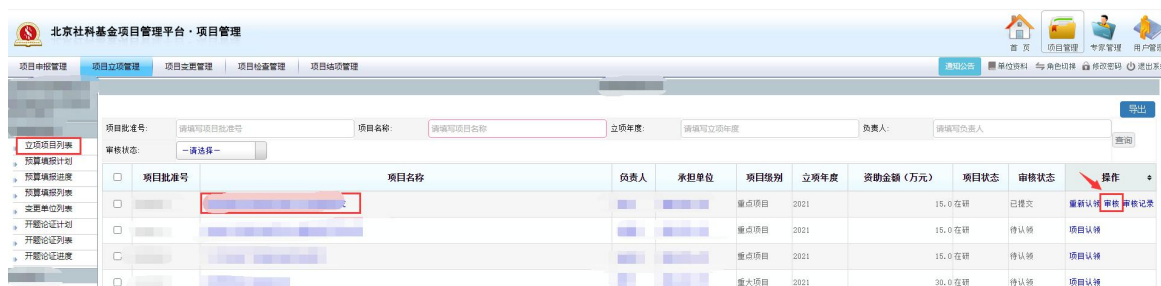 北京社科基金项目管理平台·项目管理
首 页 项目管理 专家管理 用户管
项目申报管理 项目立项管理 项目变更管理 项目检查管理 项目结项管理 通知公告 单位资料 角色切换 修改密码 退出系
导出
项目批准号: 请填写项目批准号 项目名称: 请填写项目名称 立项年度: 请填写立项年度 负责人: 请填写负责人
查询
审核状态: －请选择－
立项项目列表
预算填报计划
预算填报进度
预算填报列表
变更单位列表
开题论证计划
开题论证列表
开题论证进度
项目批准号 项目名称 负责人 承担单位 项目级别 立项年度 资助金额（万元） 项目状态 审核状态 操作
重点项目 2021 15.0 在研 已提交 重新认领 审核 审核记录
重点项目 2021 15.0 在研 待认领 项目认领
重点项目 2021 15.0 在研 待认领 项目认领
重大项目 2021 30.0 在研 待认领 项目认领